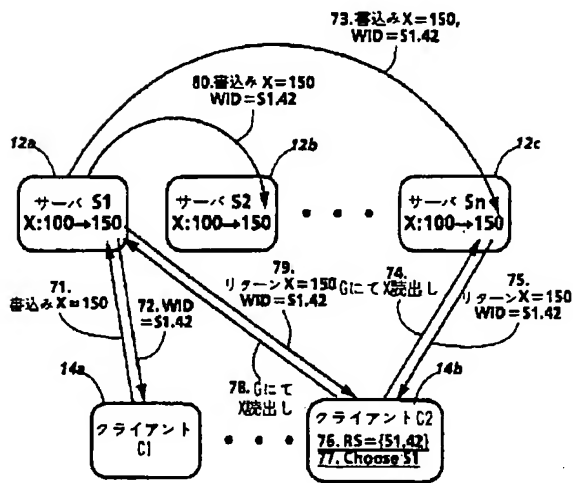 73.書込みX=150,
WID=S1.42
80.書込みX=150
WID=S1.42
12a
12b
12c
サーバ S1
X:100→150
サーバ S2
X:100→150
サーバ Sn
X:100→150
71.
書込みX=150
72.WID
=S1.42
79.
リターンX=150
WID=S1.42
74.
GにてX読出し
75.
リターンX=150
WID=S1.42
78.Gにて
X読出し
14a
14b
クライアント
C1
クライアントC2
76. RS={S1,42}
77. Choose S1